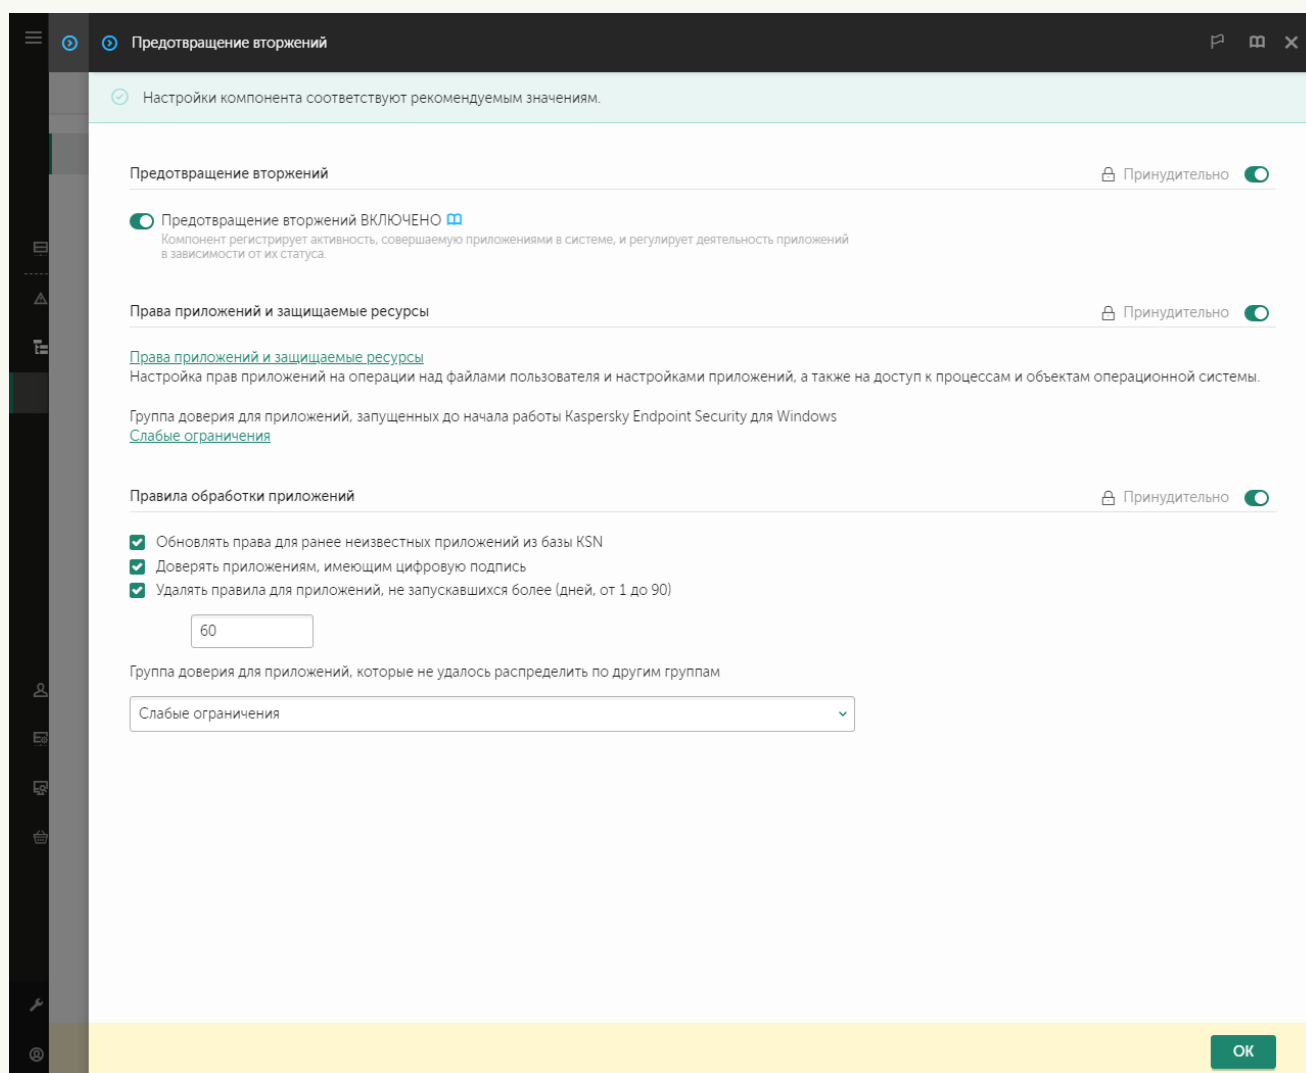 Предотвращение вторжений
Настройки компонента соответствуют рекомендуемым значениям.
Предотвращение вторжений
Принудительно
Предотвращение вторжений ВКЛЮЧЕНО
Компонент регистрирует активность, совершаемую приложениями в системе, и регулирует деятельность приложений
в зависимости от их статуса.
Права приложений и защищаемые ресурсы
Принудительно
Права приложений и защищаемые ресурсы
Настройка прав приложений на операции над файлами пользователя и настройками приложений, а также на доступ к процессам и объектам операционной системы.
Группа доверия для приложений, запущенных до начала работы Kaspersky Endpoint Security для Windows
Слабые ограничения
Правила обработки приложений
Принудительно
Обновлять права для ранее неизвестных приложений из базы KSN
Доверять приложениям, имеющим цифровую подпись
Удалять правила для приложений, не запускавшихся более (дней, от 1 до 90)
60
Группа доверия для приложений, которые не удалось распределить по другим группам
Слабые ограничения
ОК